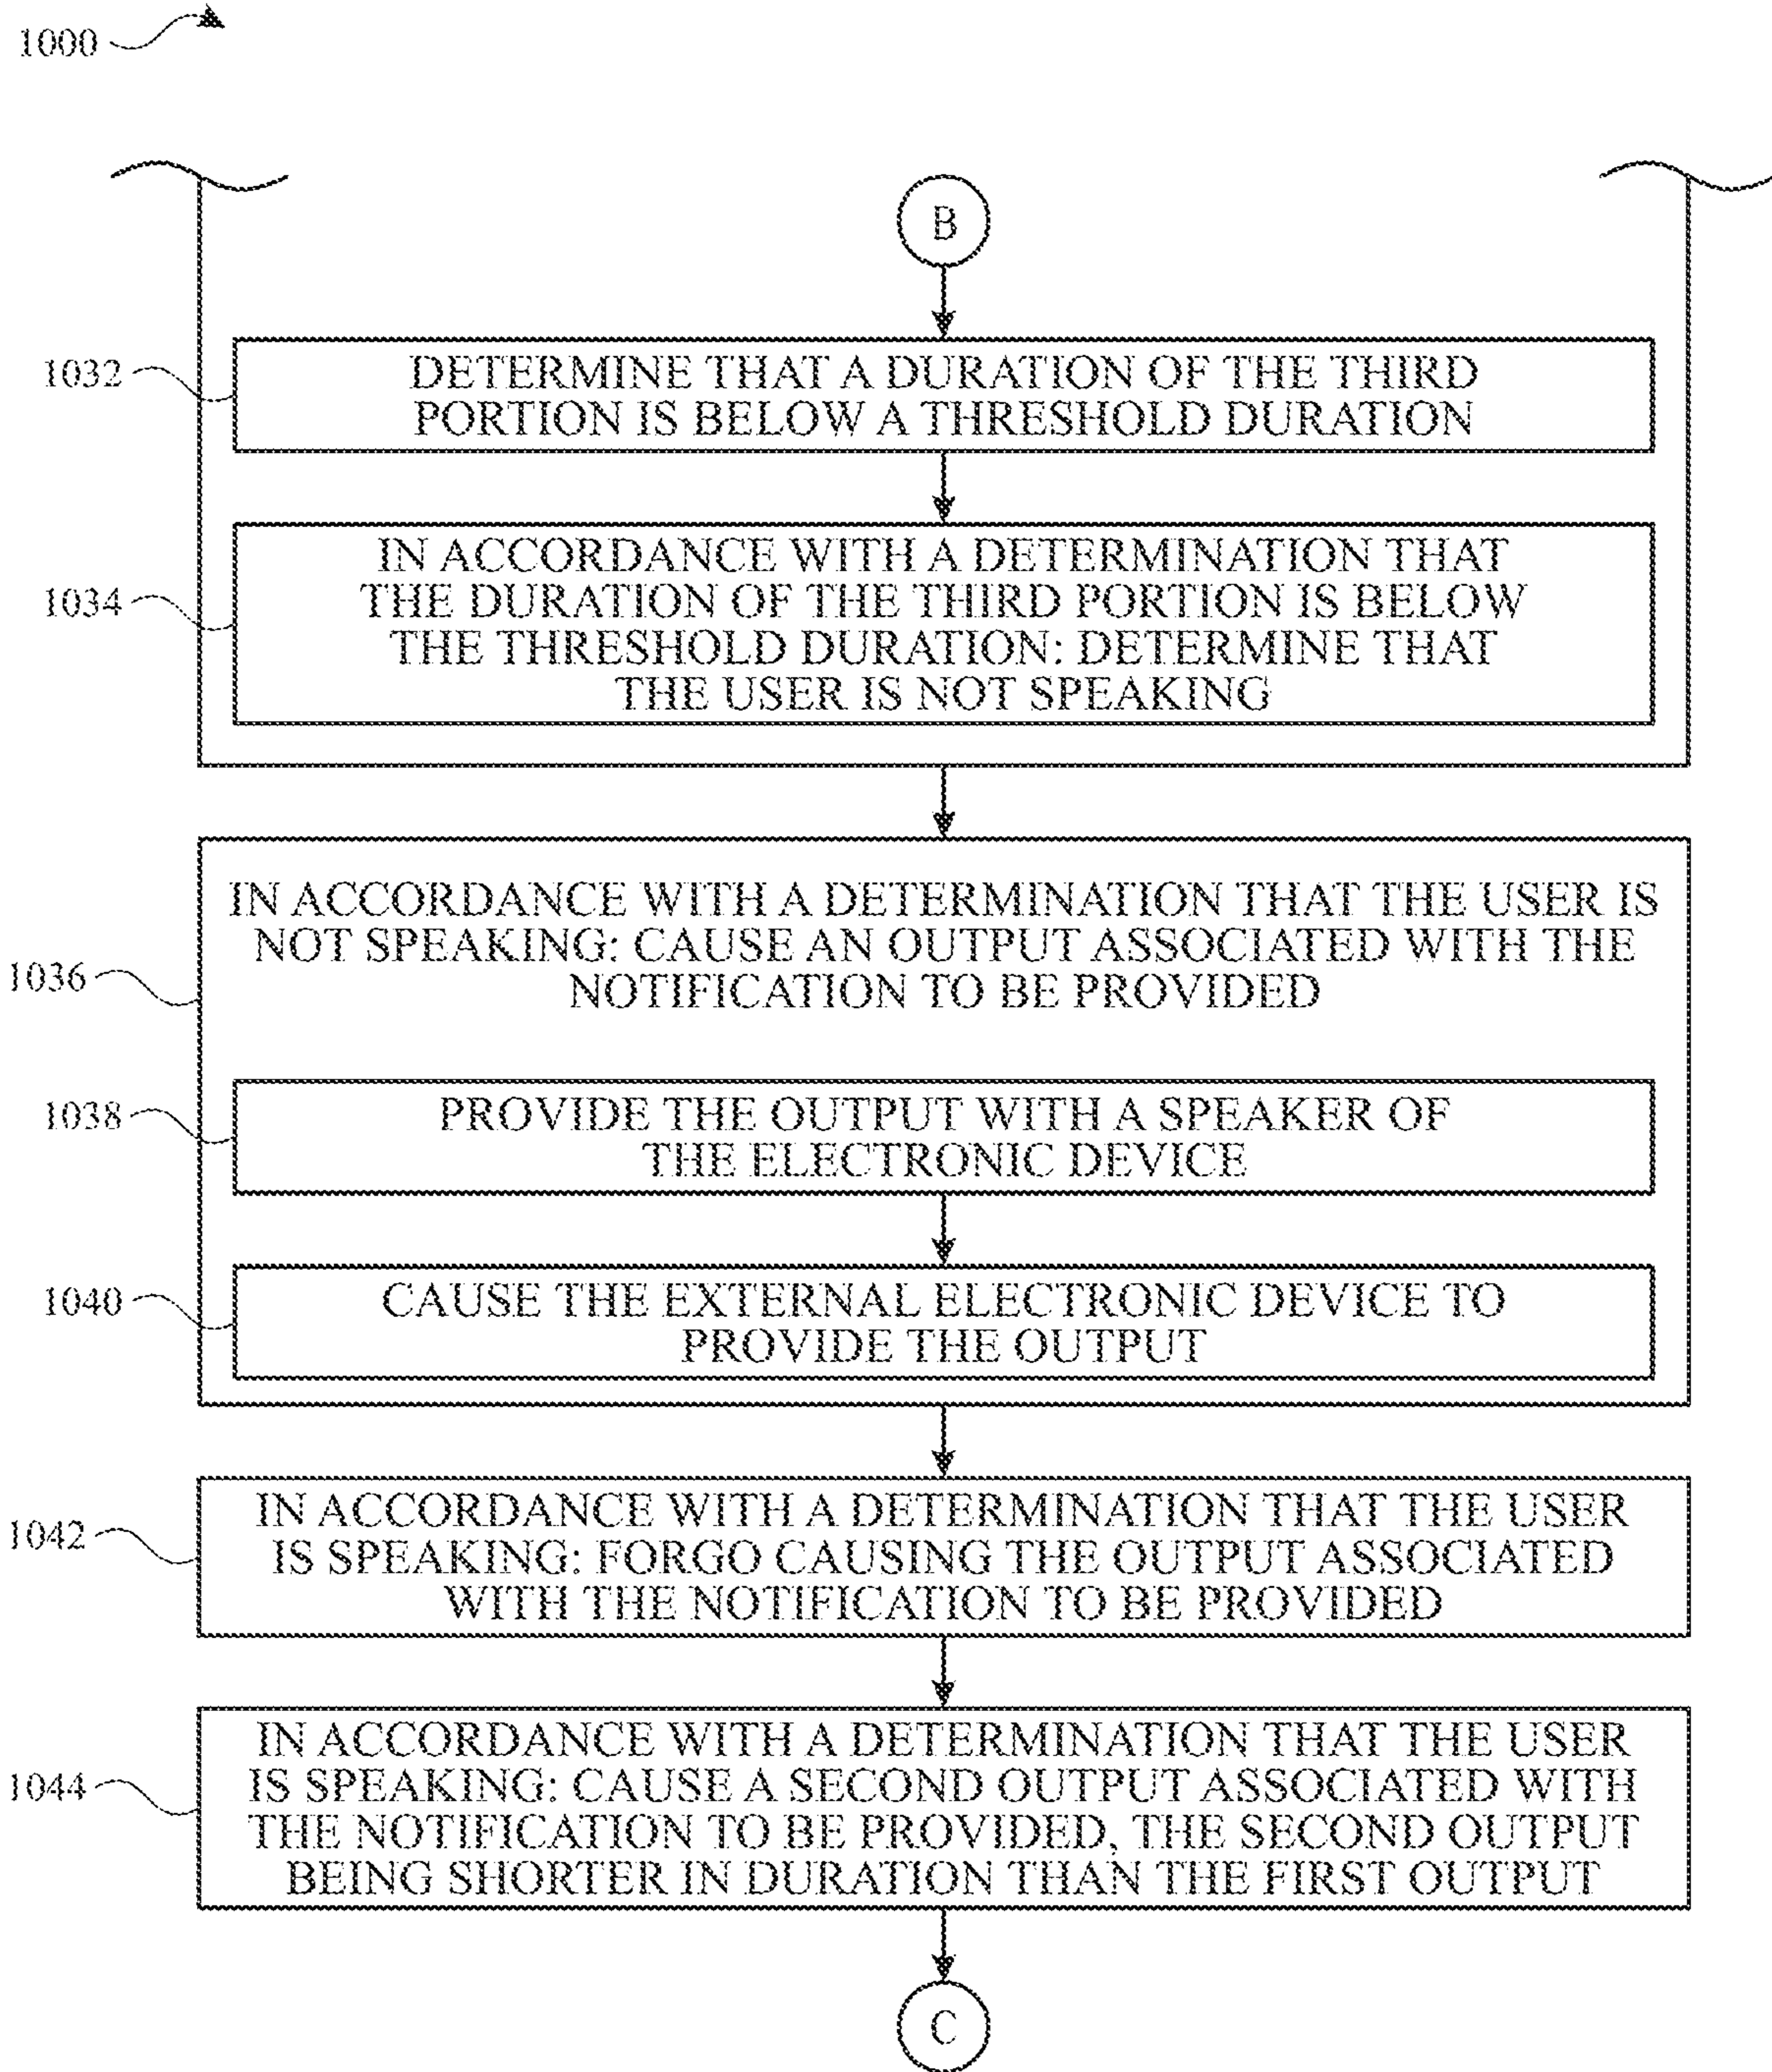 1000
B
1032
DETERMINE THAT A DURATION OF THE THIRD
PORTION IS BELOW A THRESHOLD DURATION
1034
IN ACCORDANCE WITH A DETERMINATION THAT
THE DURATION OF THE THIRD PORTION IS BELOW
THE THRESHOLD DURATION: DETERMINE THAT
THE USER IS NOT SPEAKING
1036
IN ACCORDANCE WITH A DETERMINATION THAT THE USER IS
NOT SPEAKING: CAUSE AN OUTPUT ASSOCIATED WITH THE
NOTIFICATION TO BE PROVIDED
1038
PROVIDE THE OUTPUT WITH A SPEAKER OF
THE ELECTRONIC DEVICE
1040
CAUSE THE EXTERNAL ELECTRONIC DEVICE TO
PROVIDE THE OUTPUT
1042
IN ACCORDANCE WITH A DETERMINATION THAT THE USER
IS SPEAKING: FORGO CAUSING THE OUTPUT ASSOCIATED
WITH THE NOTIFICATION TO BE PROVIDED
1044
IN ACCORDANCE WITH A DETERMINATION THAT THE USER
IS SPEAKING: CAUSE A SECOND OUTPUT ASSOCIATED WITH
THE NOTIFICATION TO BE PROVIDED, THE SECOND OUTPUT
BEING SHORTER IN DURATION THAN THE FIRST OUTPUT
C